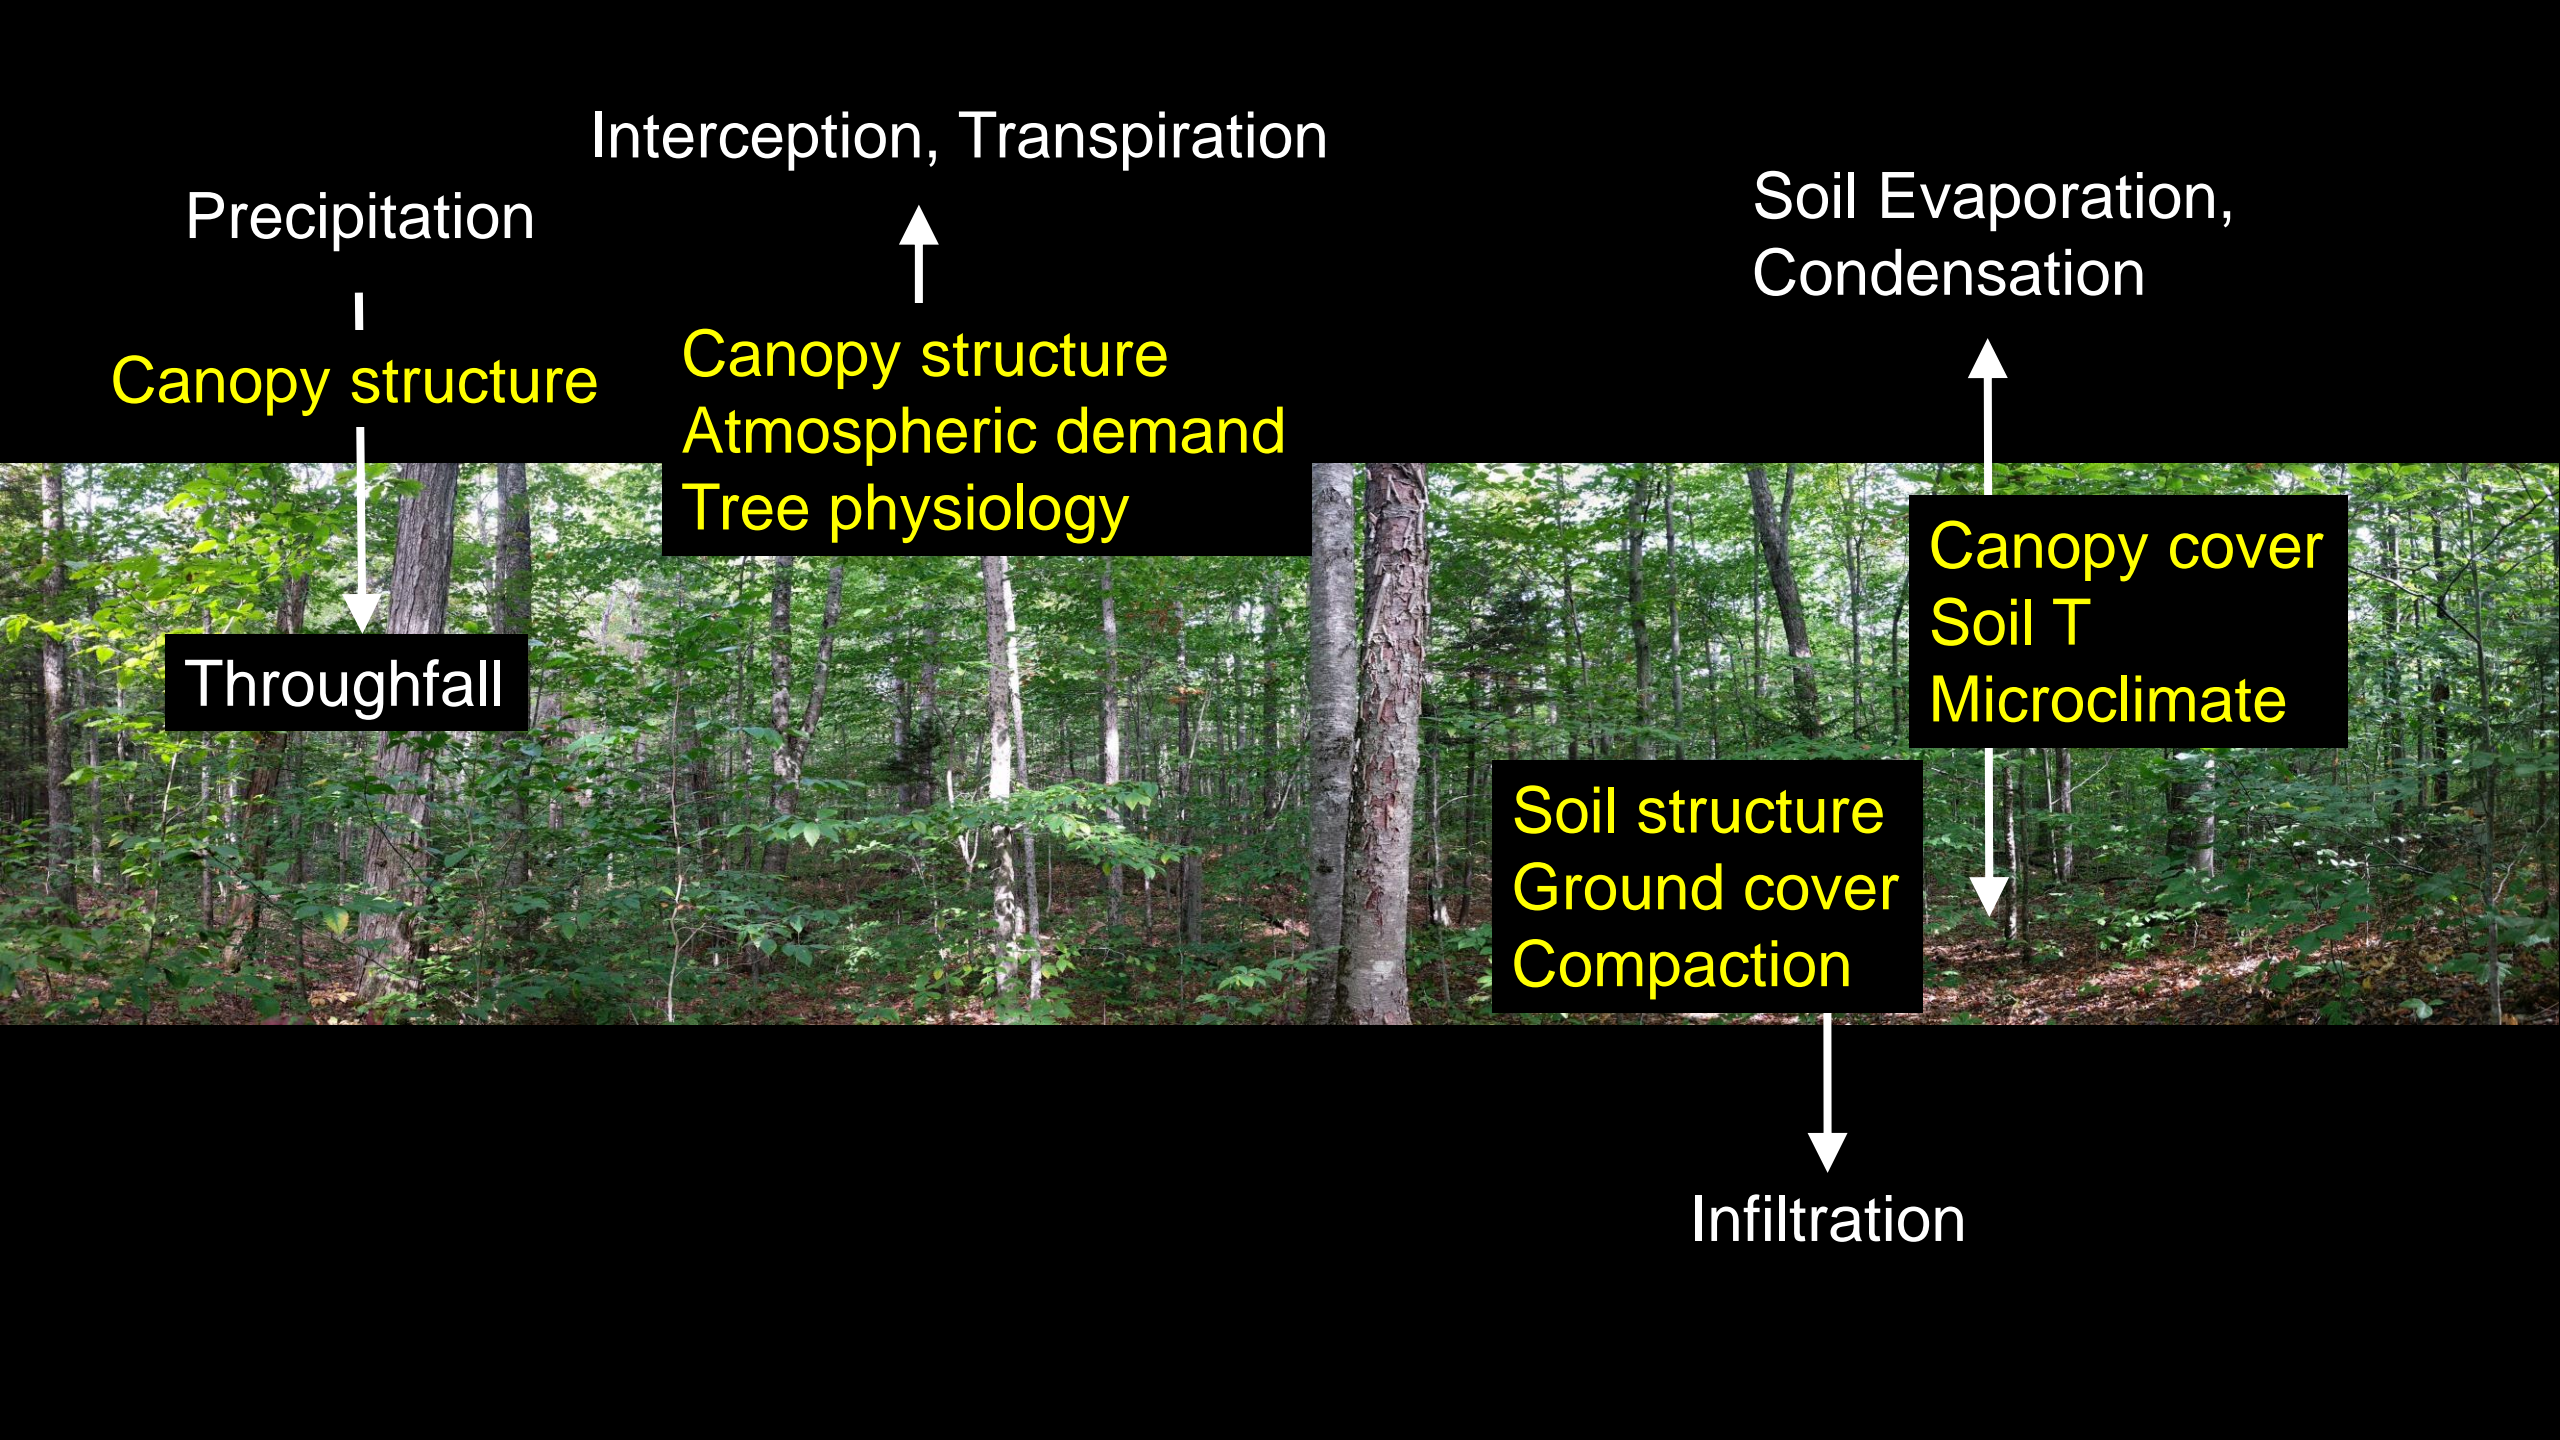 Precipitation
Canopy structure
Throughfall
Interception, Transpiration
Canopy structure
Atmospheric demand
Tree physiology
Soil Evaporation,
Condensation
Canopy cover
Soil T
Microclimate
Soil structure
Ground cover
Compaction
Infiltration